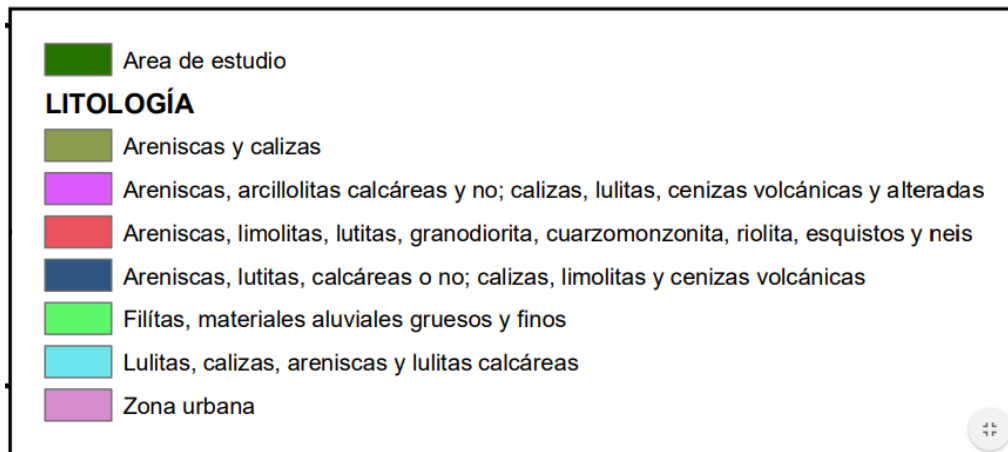 Area de estudio
LITOLOGÍA
Areniscas y calizas
Areniscas, arcillolitas calcáreas y no; calizas, lulitas, cenizas volcánicas y alteradas
Areniscas, limolitas, lutitas, granodiorita, cuarzomonzonita, riolita, esquistos y neis
Areniscas, lutitas, calcáreas o no; calizas, limolitas y cenizas volcánicas
Filítas, materiales aluviales gruesos y finos
Lulitas, calizas, areniscas y lulitas calcáreas
Zona urbana